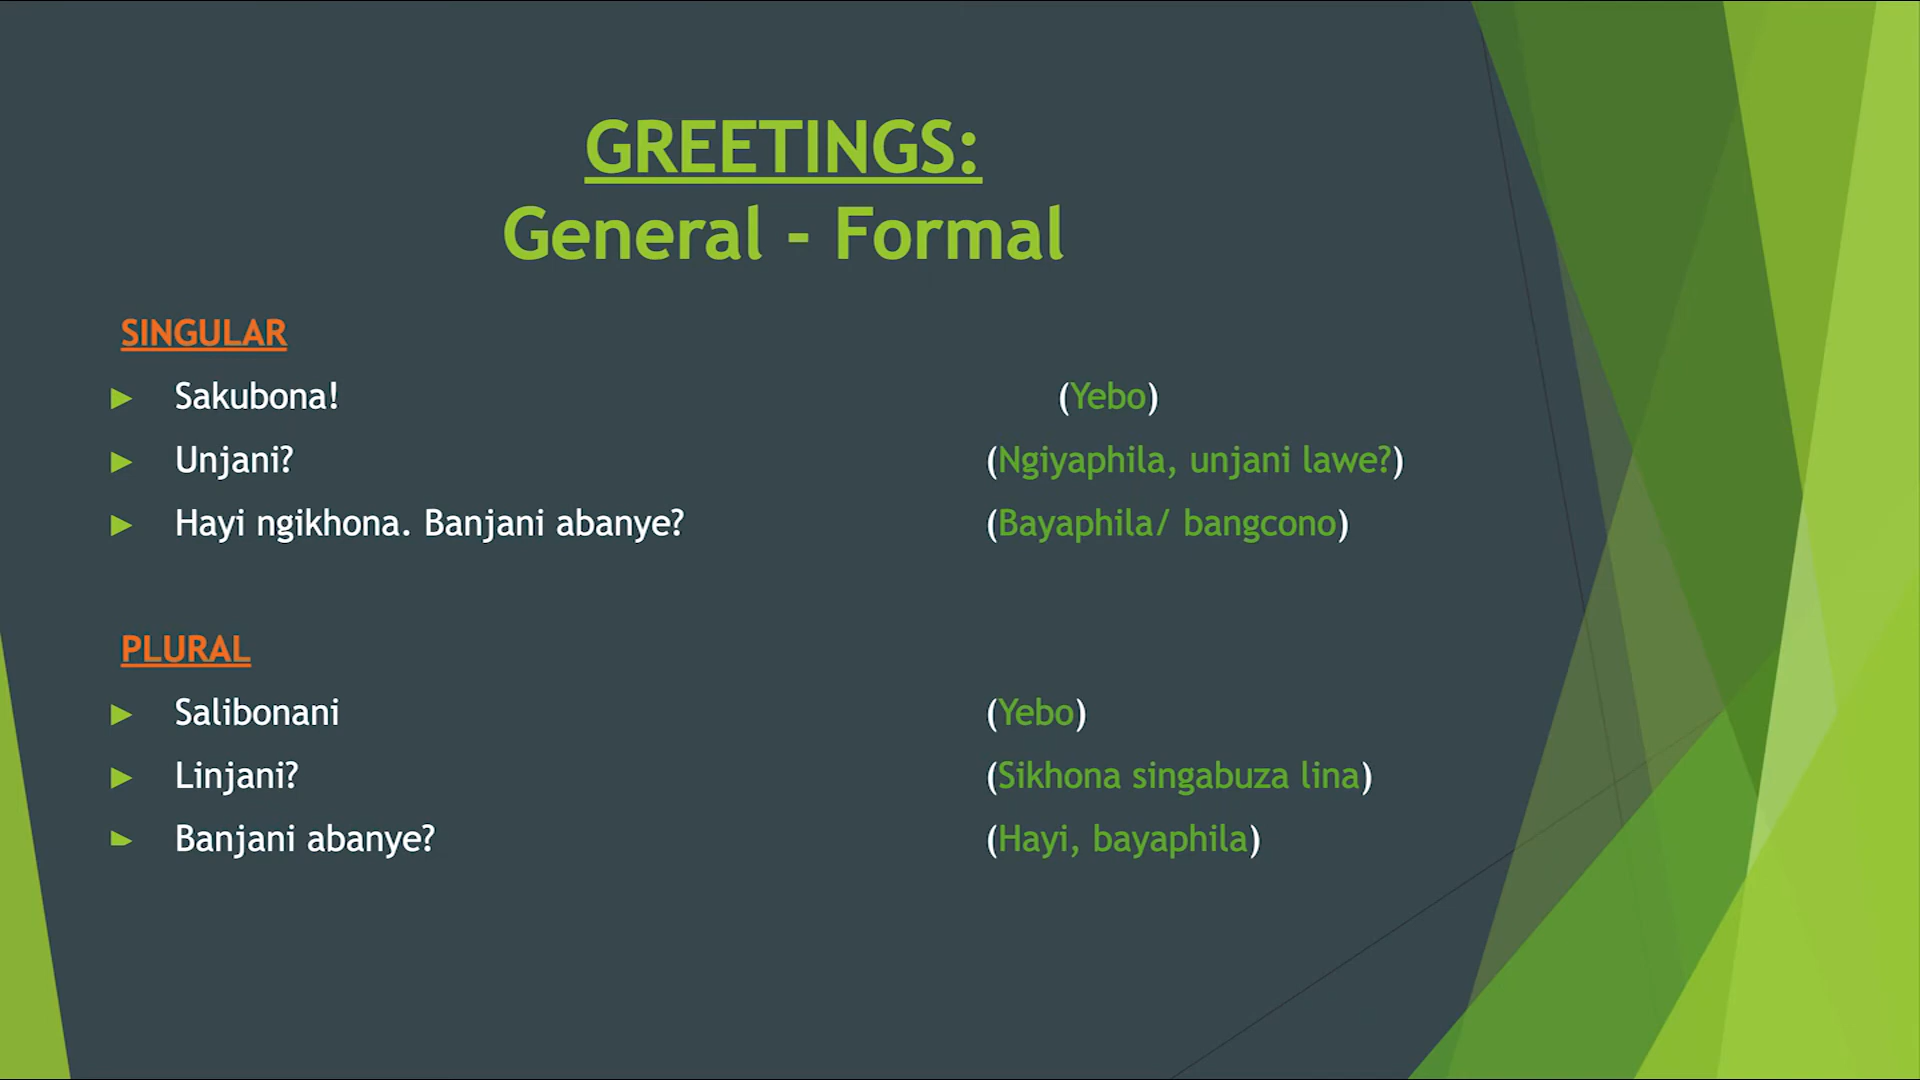 GREETINGS:
General - Formal
SINGULAR
Sakubona! (Yebo)
Unjani? (Ngiyaphila, unjani lawe?)
Hayi ngikhona. Banjani abanye? (Bayaphila/ bangcono)
PLURAL
Salibonani (Yebo)
Linjani? (Sikhona singabuza lina)
Banjani abanye? (Hayi, bayaphila)